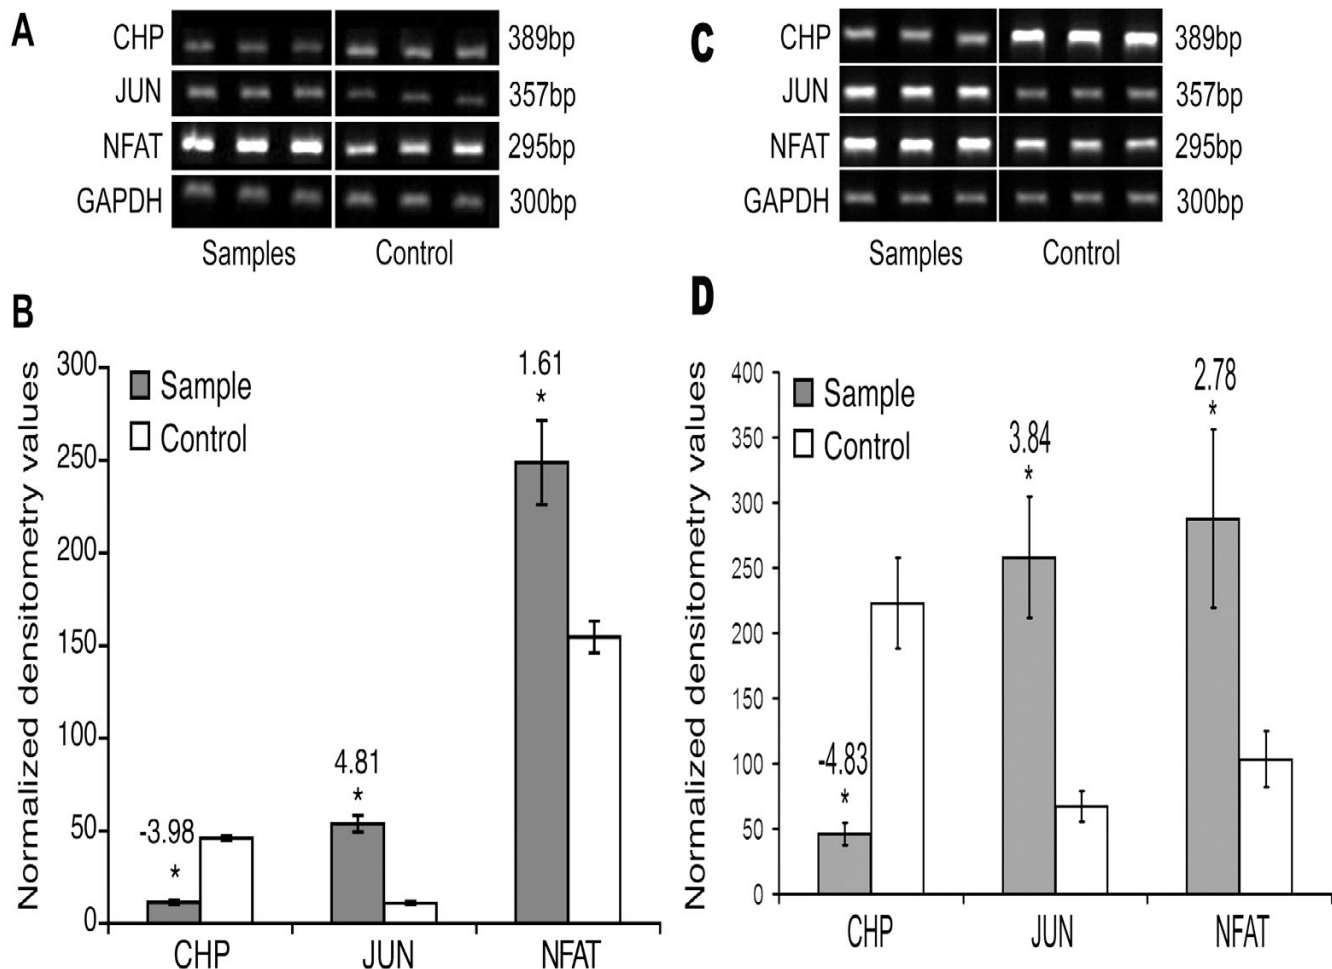 A
CHP 389bp
JUN 357bp
NFAT 295bp
GAPDH 300bp
Samples Control
B
Normalized densitometry values
300
250
200
150
100
50
0
Sample
Control
-3.98
*
4.81
*
1.61
*
CHP JUN NFAT
C
CHP 389bp
JUN 357bp
NFAT 295bp
GAPDH 300bp
Samples Control
D
Normalized densitometry values
400
350
300
250
200
150
100
50
0
Sample
Control
-4.83
*
3.84
*
2.78
*
CHP JUN NFAT